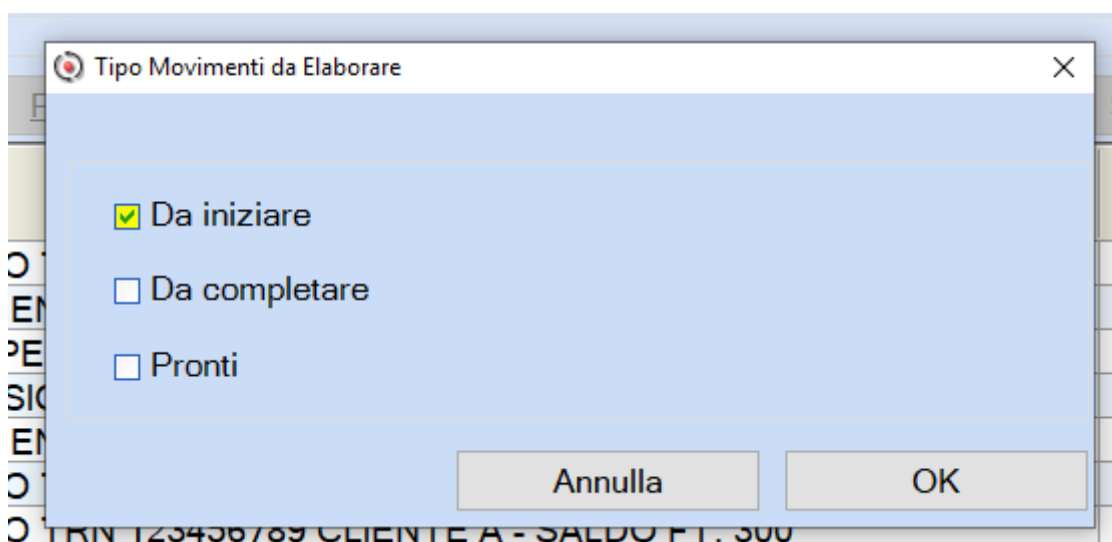 Tipo Movimenti da Elaborare
Da iniziare
Da completare
Pronti
Annulla
OK
O TRN 123456789 CLIENTE A - SALDO FT. 300